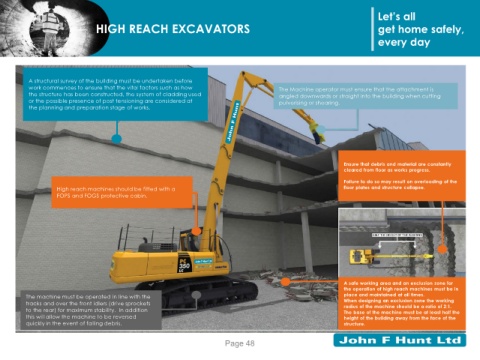 HIGH REACH EXCAVATORS
Let's all
get home safely,
every day
A structural survey of the building must be undertaken before
work commences to ensure that the vital factors such as how
the structure has been constructed, the system of cladding used
or the possible presence of post tensioning are considered at
the planning and preparation stage of works.
The Machine operator must ensure that the attachment is
angled downwards or straight into the building when cutting
pulverising or shearing.
John F Hunt
Ensure that debris and material are constantly
cleared from floor as works progress.
Failure to do so may result on overloading of the
floor plates and structure collapse.
High reach machines should be fitted with a
FOPS and FOGS protective cabin.
PC
350
A safe working area and an exclusion zone for
the operation of high reach machines must be in
place and maintained at all times.
When designing an exclusion zone the working
radius of the machine should be a ratio of 2:1.
The base of the machine must be at least half the
height of the building away from the face of the
structure.
The machine must be operated in line with the
tracks and over the front idlers (drive sprockets
to the rear) for maximum stability. In addition
this will allow the machine to be reversed
quickly in the event of falling debris.
Page 48
John F Hunt Ltd